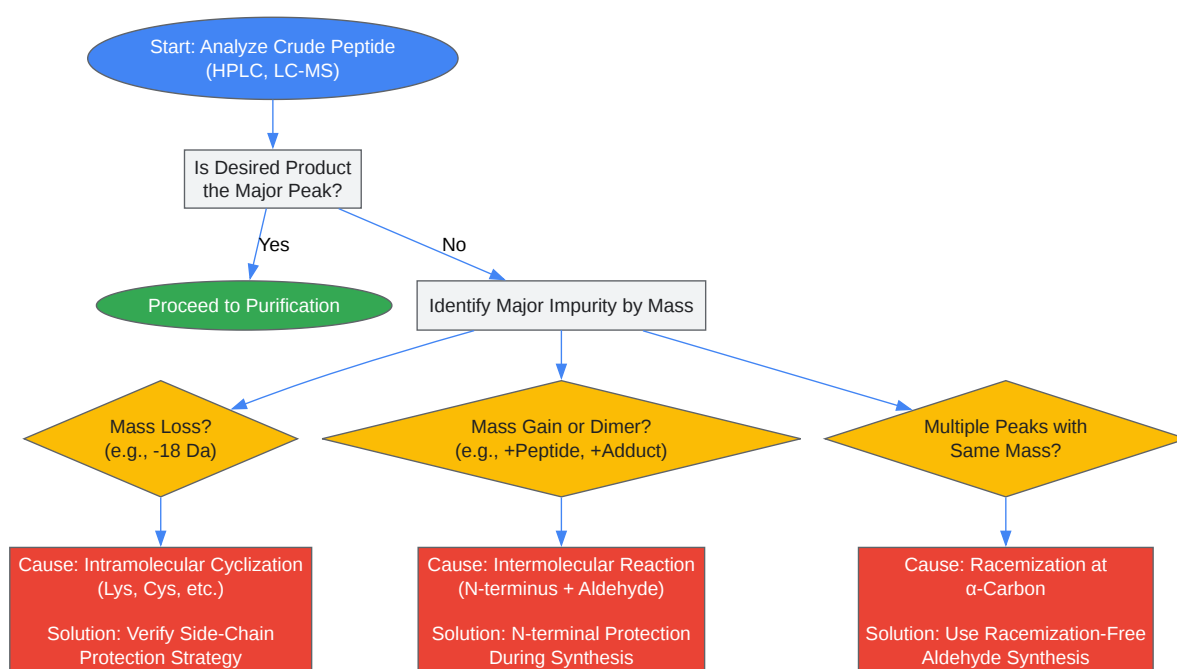 Start: Analyze Crude Peptide
(HPLC, LC-MS)
Is Desired Product
the Major Peak?
Yes
No
Proceed to Purification
Identify Major Impurity by Mass
Mass Loss?
(e.g., -18 Da)
Mass Gain or Dimer?
(e.g., +Peptide, +Adduct)
Multiple Peaks with
Same Mass?
Cause: Intramolecular Cyclization
(Lys, Cys, etc.)
Solution: Verify Side-Chain
Protection Strategy
Cause: Intermolecular Reaction
(N-terminus + Aldehyde)
Solution: N-terminal Protection
During Synthesis
Cause: Racemization at
α-Carbon
Solution: Use Racemization-Free
Aldehyde Synthesis